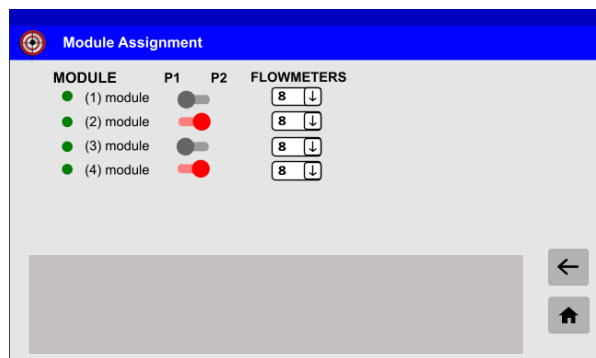 Module Assignment
MODULE P1 P2 FLOWMETERS
(1) module 8
(2) module 8
(3) module 8
(4) module 8